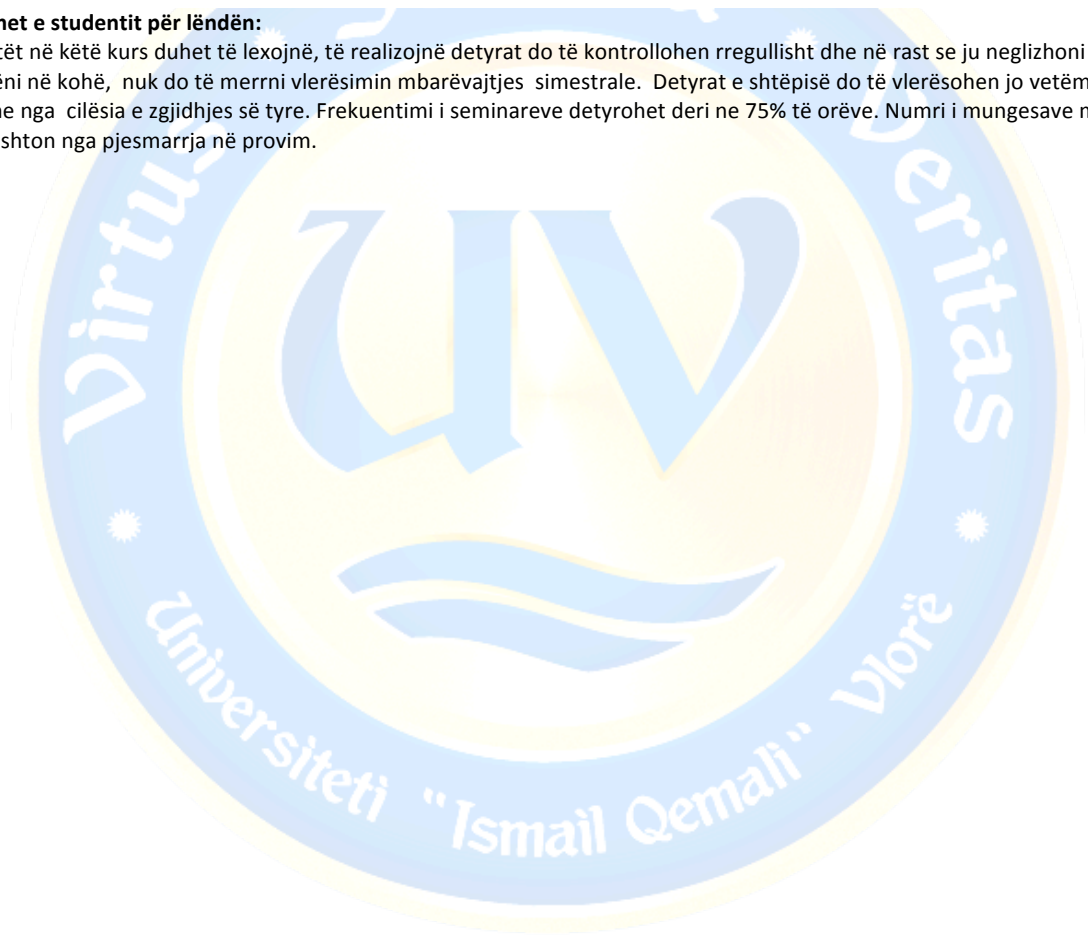 het e studentit për lëndën:
tët në këtë kurs duhet të lexojnë, të realizojnë detyrat do të kontrollohen rregullisht dhe në rast se ju neglizhoni
ëni në kohë, nuk do të merrni vlerësimin mbarëvajtjes simestrale. Detyrat e shtëpisë do të vlerësohen jo vetëm
e nga cilësia e zgjidhjes së tyre. Frekuentimi i seminareve detyrohet deri ne 75% të orëve. Numri i mungesave
shton nga pjesmarrja në provim.
Virtus
Veritas
UV
Universiteti "Ismail Qemali" Vlorë